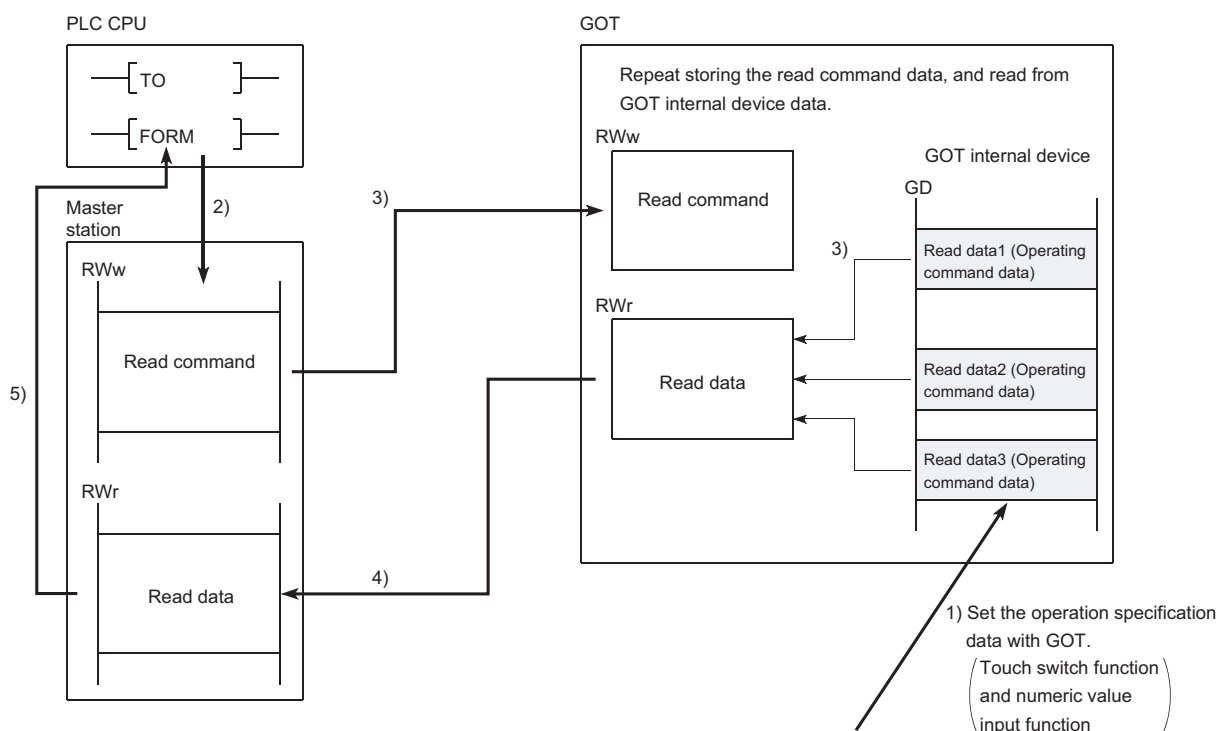 PLC CPU
TO
FORM
2)
Master
station
RWw
Read command
5)
RWr
Read data
3)
4)
GOT
Repeat storing the read command data, and read from
GOT internal device data.
RWw
Read command
RWr
Read data
GOT internal device
GD
3)
Read data1 (Operating
command data)
Read data2 (Operating
command data)
Read data3 (Operating
command data)
1) Set the operation specification
data with GOT.
Touch switch function
and numeric value
input function